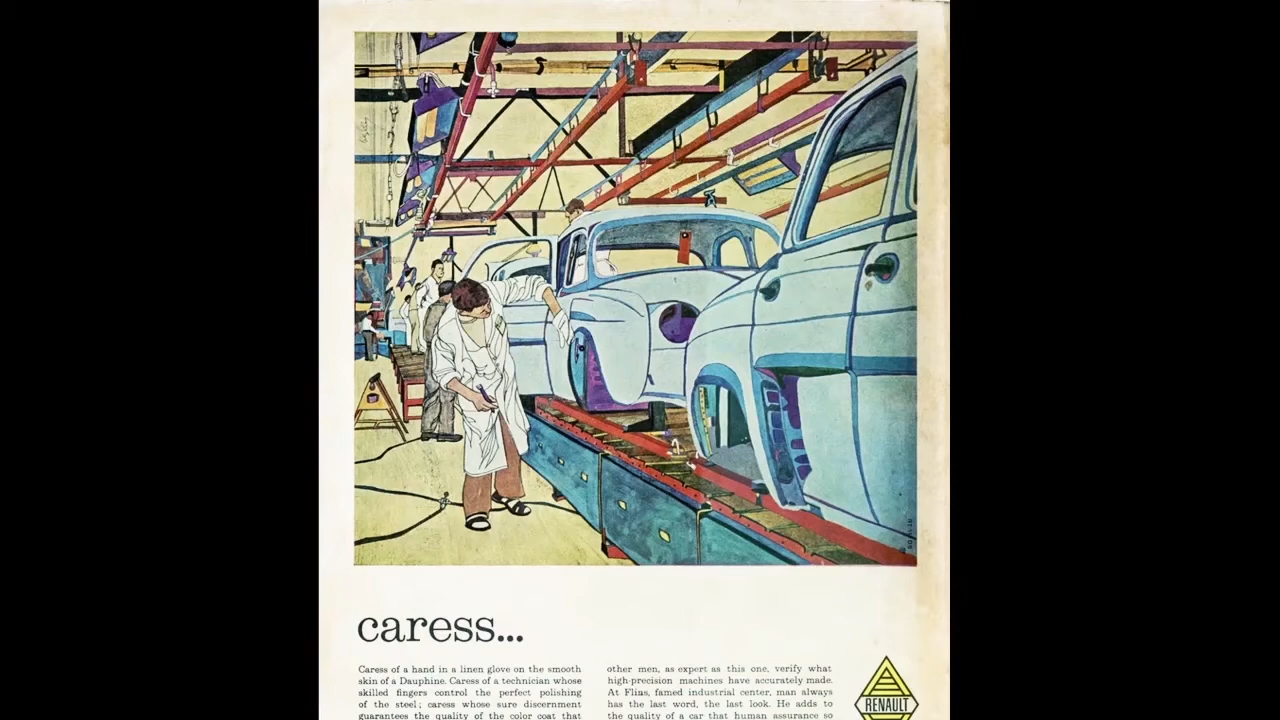 caress...
Caress of a hand in a linen glove on the smooth
skin of a Dauphine. Caress of a technician whose
skilled fingers control the perfect polishing
of the steel; caress whose sure discernment
guarantees the quality of the color coat that
other men, as expert as this one, verify what
high-precision machines have accurately made.
At Flins, famed industrial center, man always
has the last word, the last look. He adds to
the quality of a car that human assurance so
RENAULT